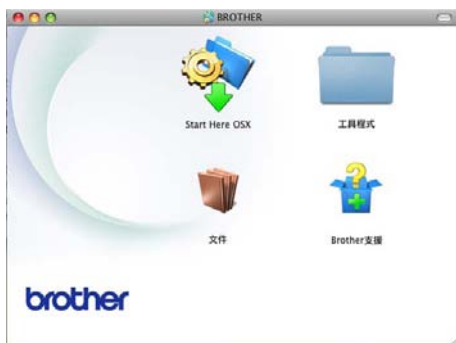 BROTHER
Start Here OSX
工具程式
文件
Brother支援
brother